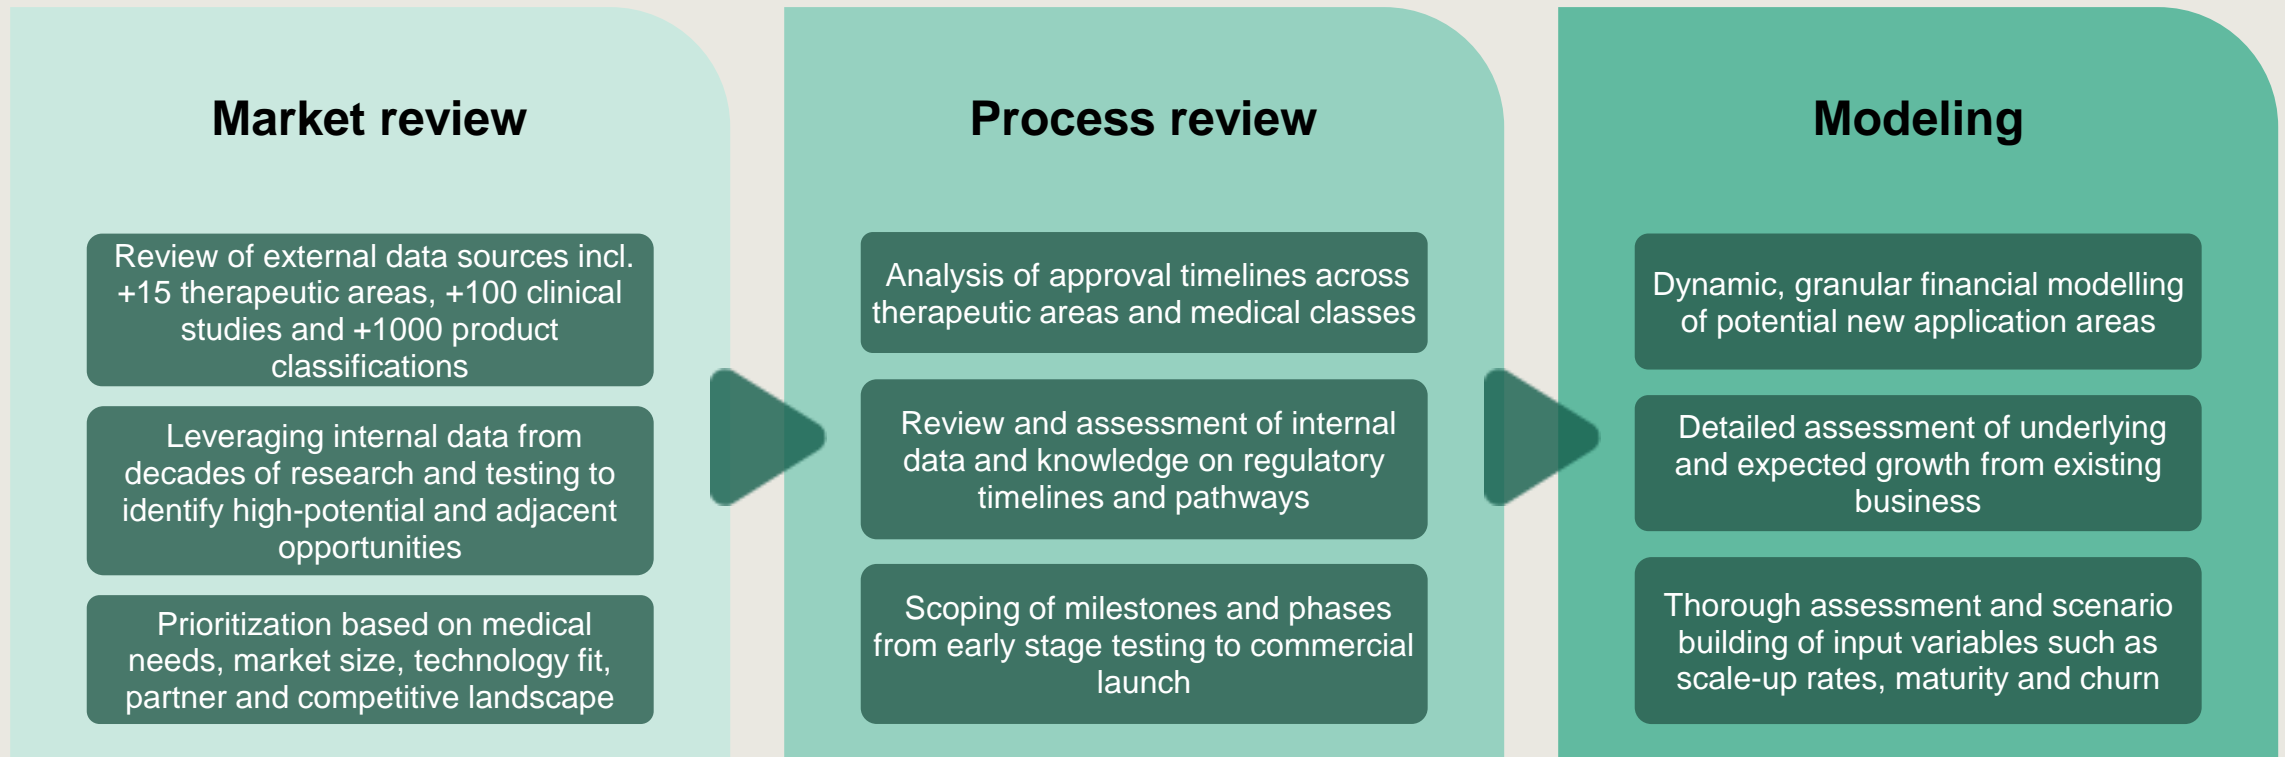 Market review
Review of external data sources incl.
+15 therapeutic areas, +100 clinical
studies and +1000 product
classifications
Leveraging internal data from
decades of research and testing to
identify high-potential and adjacent
opportunities
Prioritization based on medical
needs, market size, technology fit,
partner and competitive landscape
Process review
Analysis of approval timelines across
therapeutic areas and medical classes
Review and assessment of internal
data and knowledge on regulatory
timelines and pathways
Scoping of milestones and phases
from early stage testing to commercial
launch
Modeling
Dynamic, granular financial modelling
of potential new application areas
Detailed assessment of underlying
and expected growth from existing
business
Thorough assessment and scenario
building of input variables such as
scale-up rates, maturity and churn